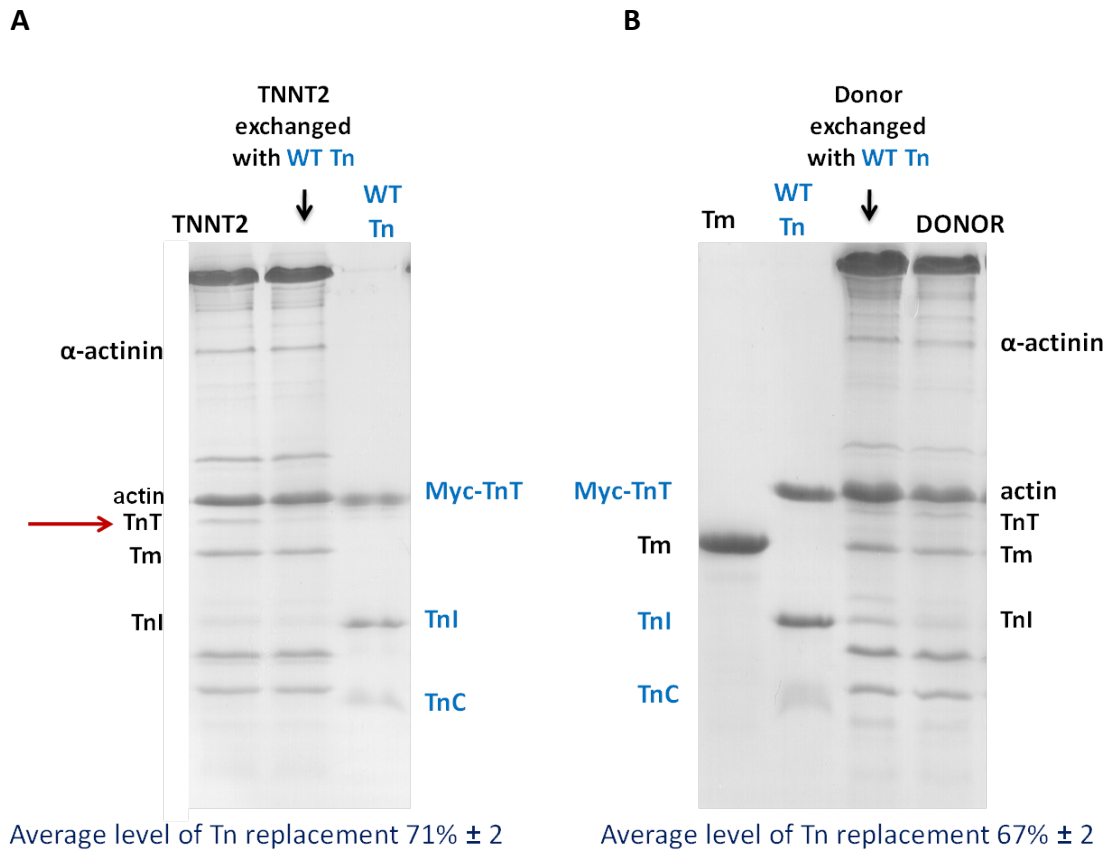 A
B
TNNT2
exchanged
with WT Tn
Donor
exchanged
with WT Tn
TNNT2
WT
Tn
Tm
WT
Tn
DONOR
α-actinin
actin
TnT
Tm
TnI
Myc-TnT
TnI
TnC
Myc-TnT
Tm
TnI
TnC
α-actinin
actin
TnT
Tm
TnI
Average level of Tn replacement 71% ± 2
Average level of Tn replacement 67% ± 2